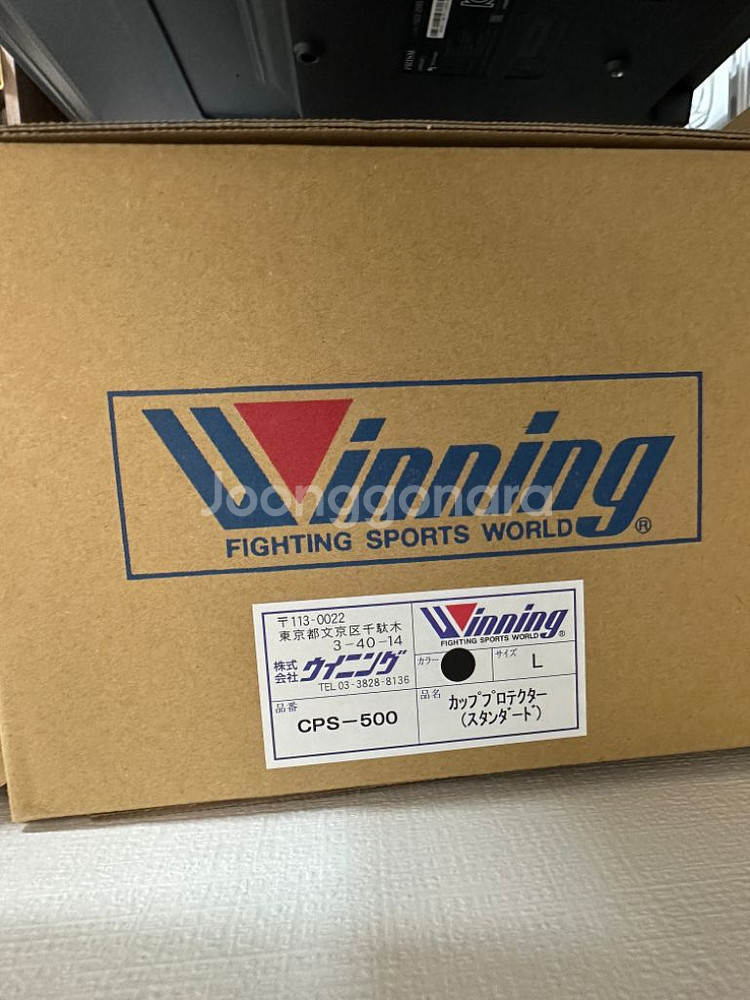 PRISM
Winning
Joonggonara
FIGHTING SPORTS WORLD®
〒113-0022
東京都文京区千駄木
3-40-14
株式会社 ウイニング
TEL 03-3828-8136
Winning
FIGHTING SPORTS WORLD®
カラー
サイズ L
品番
CPS-500
品名 カッププロテクター
(スタンダード)